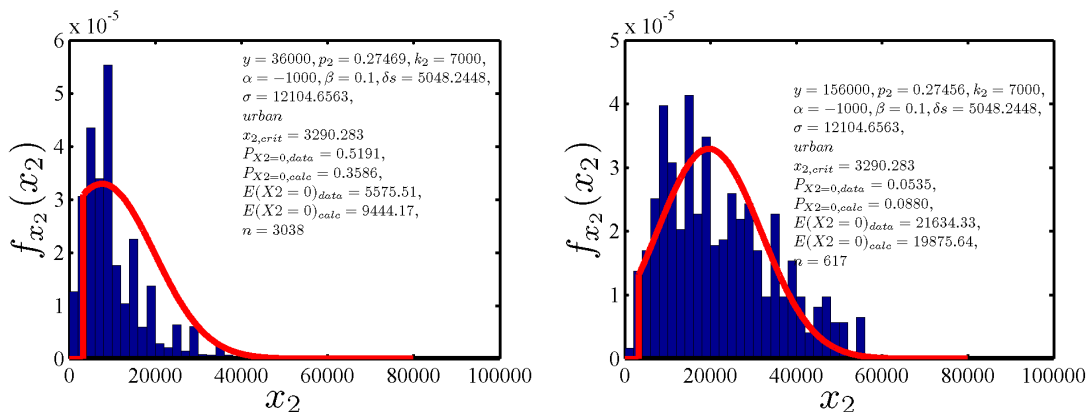 x 10⁻⁵
6
5
4
3
2
1
0
f_{x_2}(x_2)
y = 36000, p_2 = 0.27469, k_2 = 7000,
α = −1000, β = 0.1, δs = 5048.2448,
σ = 12104.6563,
urban
x_{2,crit} = 3290.283
P_{X2=0,data} = 0.5191,
P_{X2=0,calc} = 0.3586,
E(X2 = 0)_{data} = 5575.51,
E(X2 = 0)_{calc} = 9444.17,
n = 3038
0 20000 40000 60000 80000 100000
x_2
x 10⁻⁵
5
4
3
2
1
0
f_{x_2}(x_2)
y = 156000, p_2 = 0.27456, k_2 = 7000,
α = −1000, β = 0.1, δs = 5048.2448,
σ = 12104.6563,
urban
x_{2,crit} = 3290.283
P_{X2=0,data} = 0.0535,
P_{X2=0,calc} = 0.0880,
E(X2 = 0)_{data} = 21634.33,
E(X2 = 0)_{calc} = 19875.64,
n = 617
0 20000 40000 60000 80000 100000
x_2